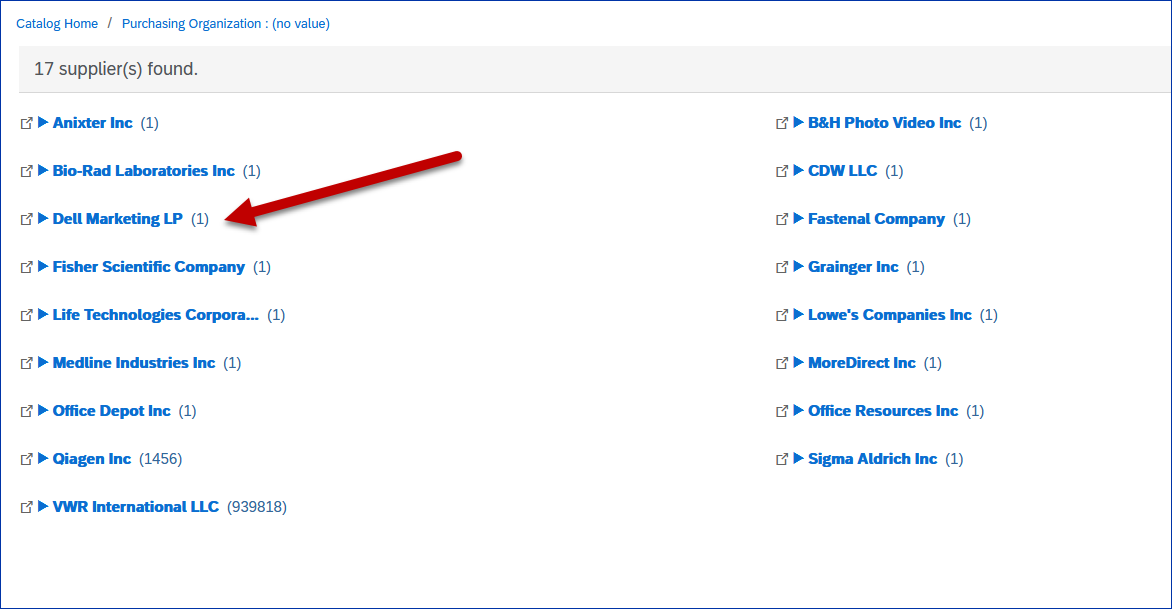 Catalog Home / Purchasing Organization : (no value)
17 supplier(s) found.
Anixter Inc (1)
B&H Photo Video Inc (1)
Bio-Rad Laboratories Inc (1)
CDW LLC (1)
Dell Marketing LP (1)
Fastenal Company (1)
Fisher Scientific Company (1)
Grainger Inc (1)
Life Technologies Corpora... (1)
Lowe's Companies Inc (1)
Medline Industries Inc (1)
MoreDirect Inc (1)
Office Depot Inc (1)
Office Resources Inc (1)
Qiagen Inc (1456)
Sigma Aldrich Inc (1)
VWR International LLC (939818)